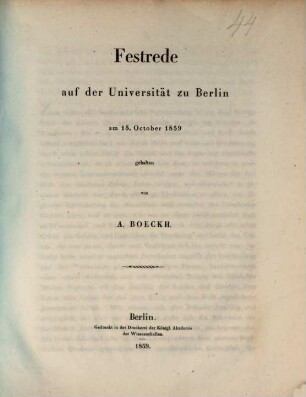 44
Festrede
auf der Universität zu Berlin
am 15. October 1859
gehalten
von
A. BOECKH.
Berlin.
Gedruckt in der Druckerei der Königl. Akademie
der Wissenschaften.
1859.